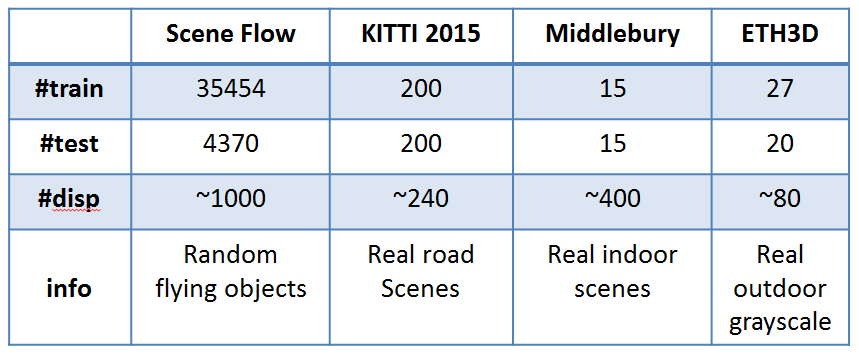 Scene Flow KITTI 2015 Middlebury ETH3D
#train 35454 200 15 27
#test 4370 200 15 20
#disp ~1000 ~240 ~400 ~80
info
Random
flying objects
Real road
Scenes
Real indoor
scenes
Real
outdoor
grayscale